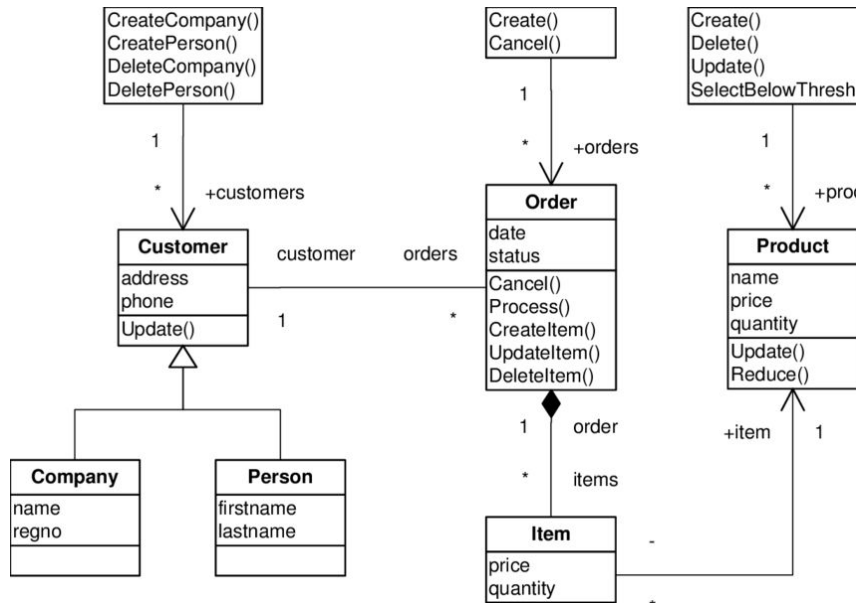 CreateCompany()
CreatePerson()
DeleteCompany()
DeletePerson()
Create()
Cancel()
Create()
Delete()
Update()
SelectBelowThresh
1
*
+customers
1
*
+orders
1
*
+prod
Customer
address
phone
Update()
customer
orders
1
*
Order
date
status
Cancel()
Process()
CreateItem()
UpdateItem()
DeleteItem()
Product
name
price
quantity
Update()
Reduce()
1
order
*
items
+item
1
Company
name
regno
Person
firstname
lastname
Item
price
quantity
-
*